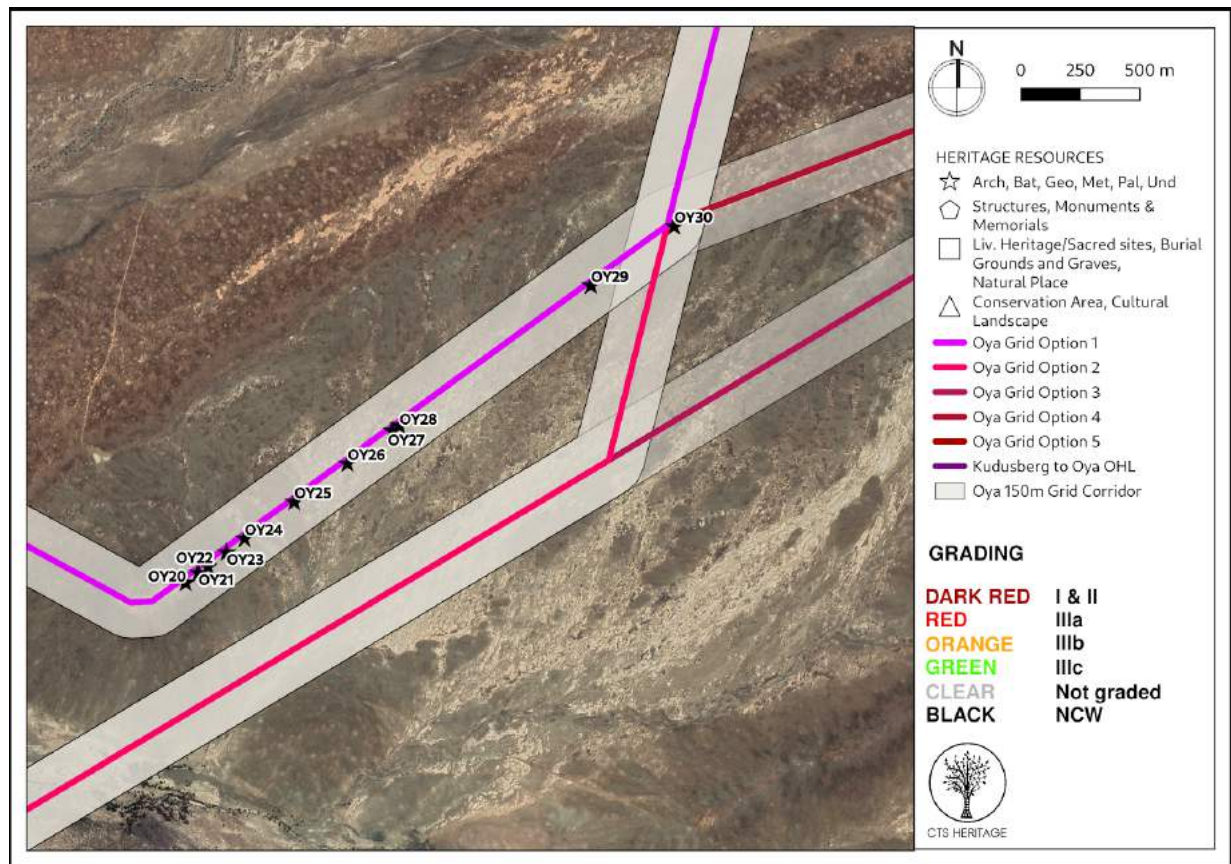 OY30
OY29
OY28
OY27
OY26
OY25
OY24
OY22
OY23
OY20
OY21
N
0 250 500 m
HERITAGE RESOURCES
Arch, Bat, Geo, Met, Pal, Und
Structures, Monuments &
Memorials
Liv. Heritage/Sacred sites, Burial
Grounds and Graves,
Natural Place
Conservation Area, Cultural
Landscape
Oya Grid Option 1
Oya Grid Option 2
Oya Grid Option 3
Oya Grid Option 4
Oya Grid Option 5
Kudusberg to Oya OHL
Oya 150m Grid Corridor
GRADING
DARK RED I & II
RED IIIa
ORANGE IIIb
GREEN IIIc
CLEAR Not graded
BLACK NCW
CTS HERITAGE